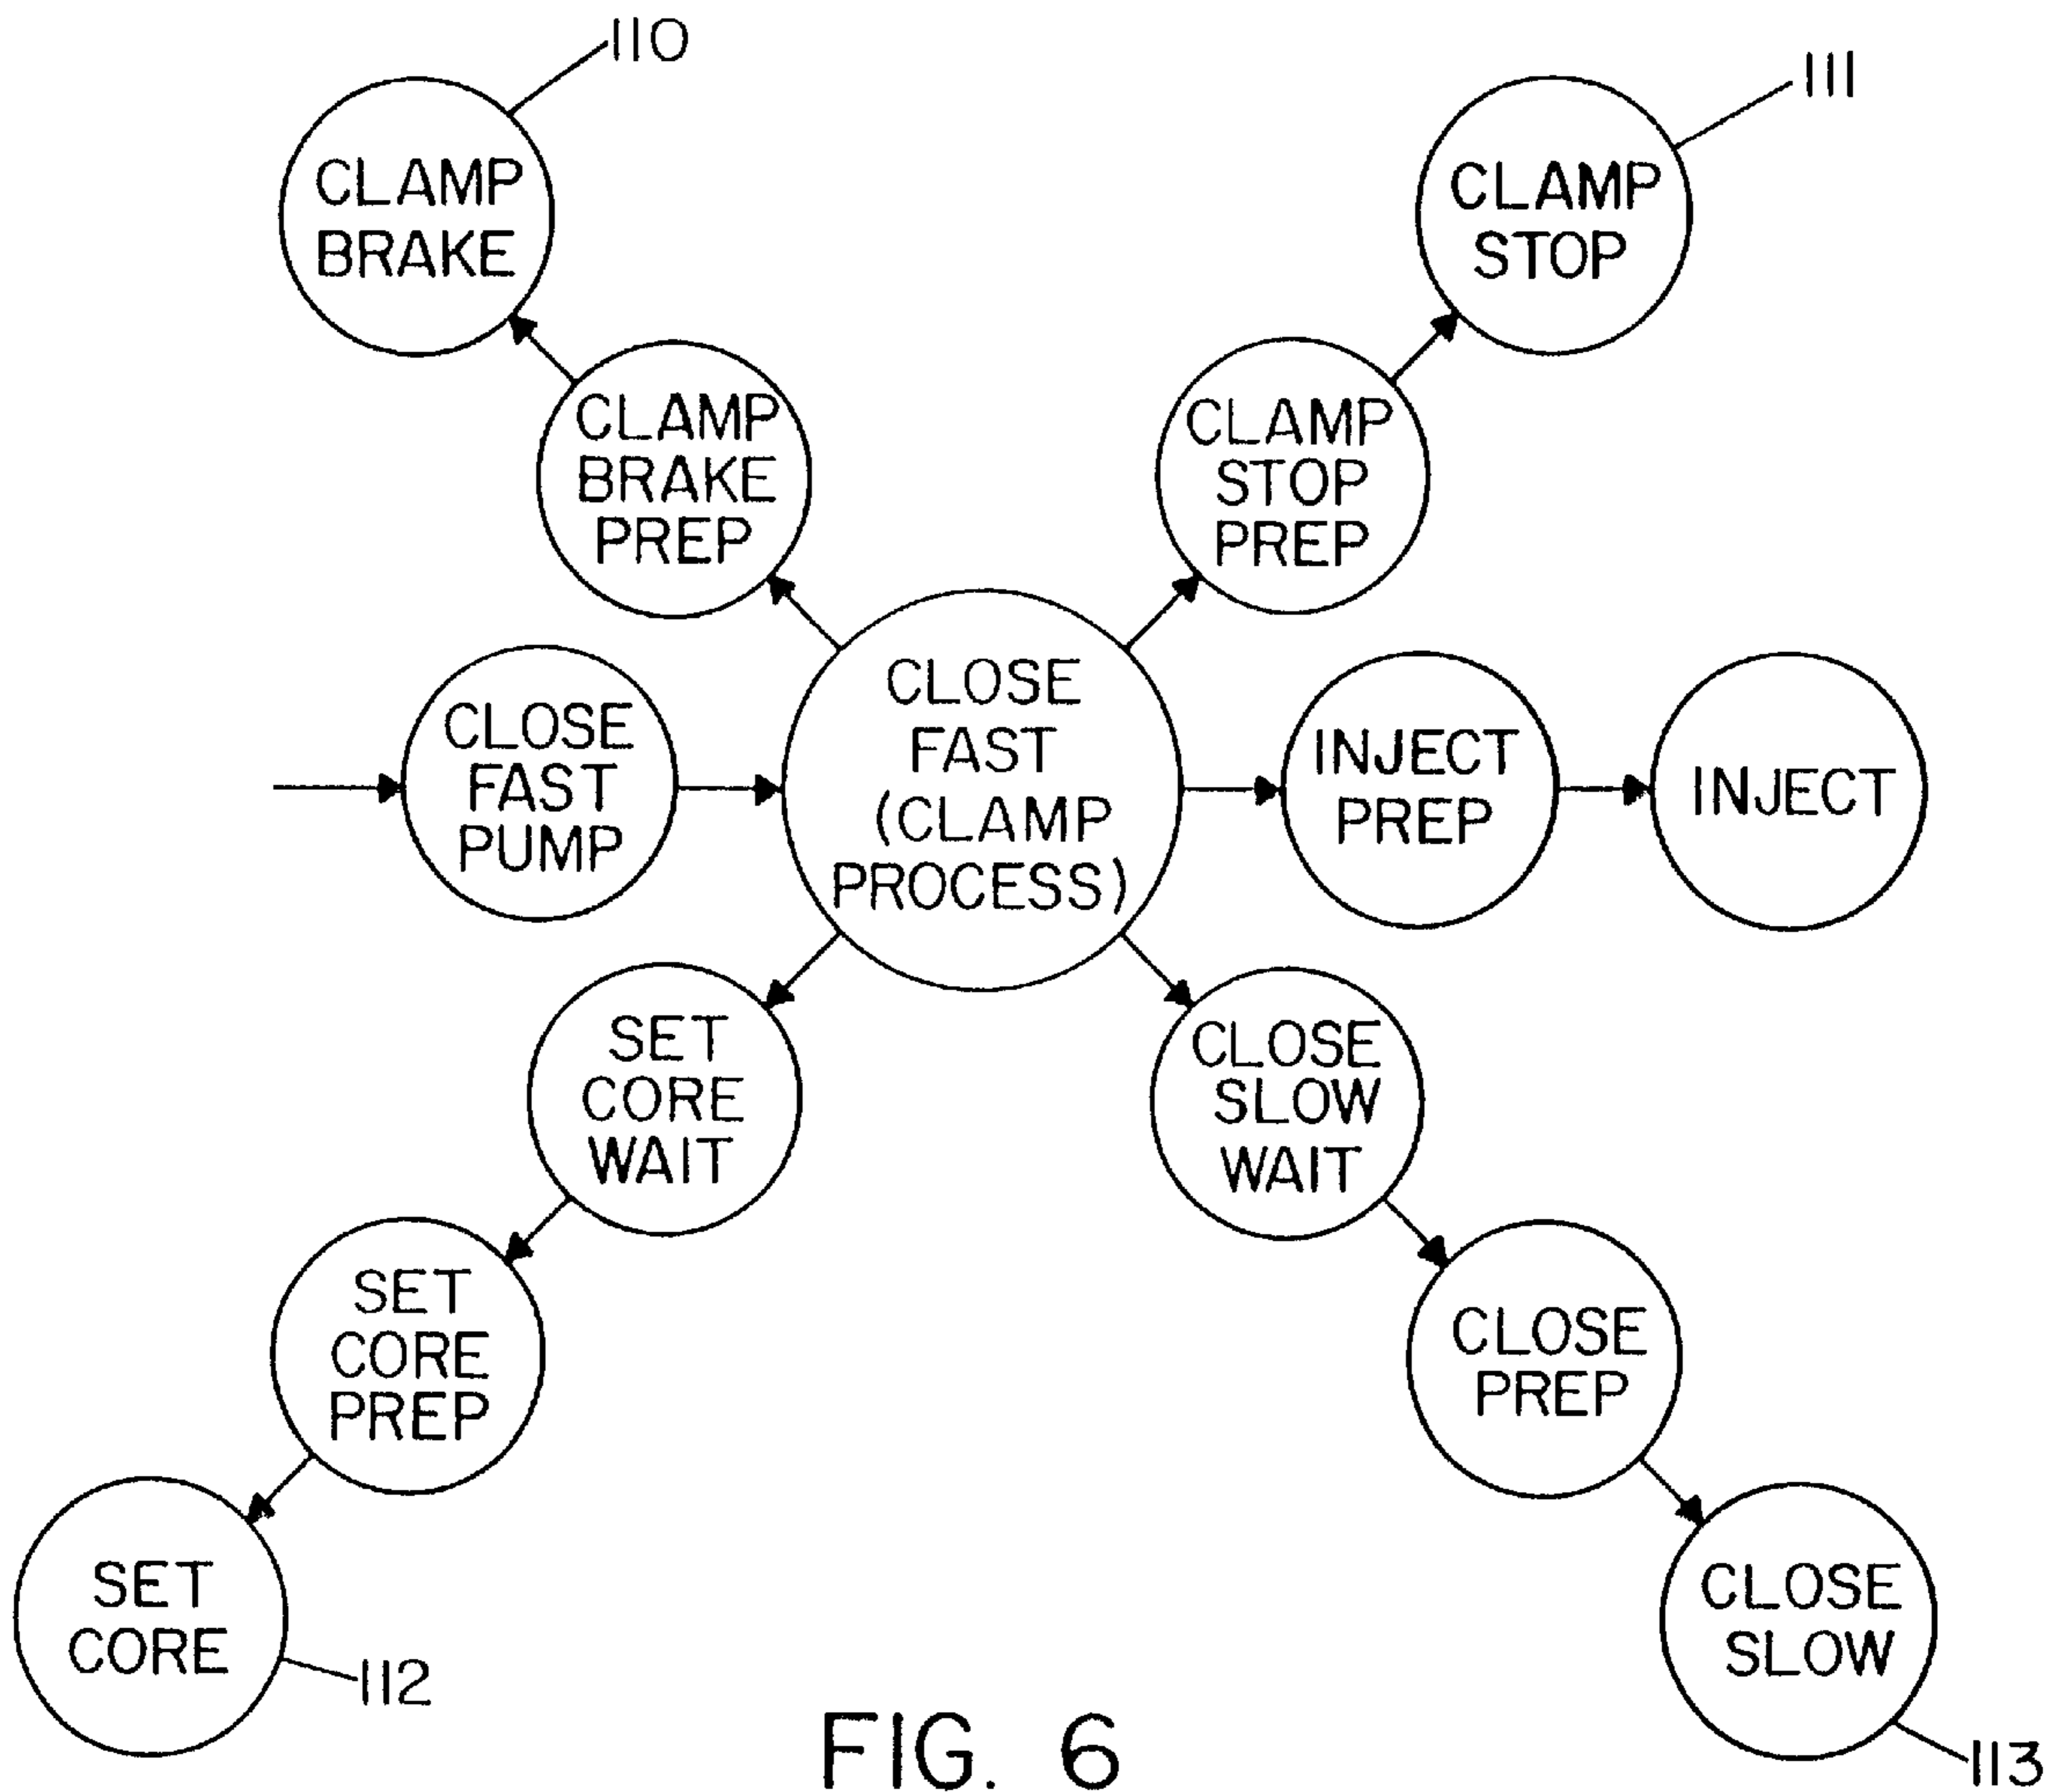 110
111
CLAMP
BRAKE
CLAMP
STOP
CLAMP
BRAKE
PREP
CLAMP
STOP
PREP
CLOSE
FAST
PUMP
CLOSE
FAST
(CLAMP
PROCESS)
INJECT
PREP
INJECT
SET
CORE
WAIT
CLOSE
SLOW
WAIT
SET
CORE
PREP
CLOSE
PREP
SET
CORE
112
CLOSE
SLOW
113
FIG. 6